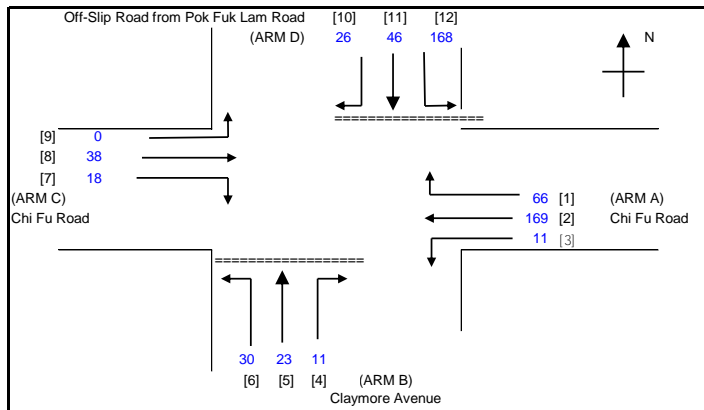 Off-Slip Road from Pok Fuk Lam Road [10] [11] [12]
(ARM D) 26 46 168 N
[9] 0
[8] 38
[7] 18
(ARM C)
Chi Fu Road
66 [1] (ARM A)
169 [2] Chi Fu Road
11 [3]
30 23 11
[6] [5] [4] (ARM B)
Claymore Avenue